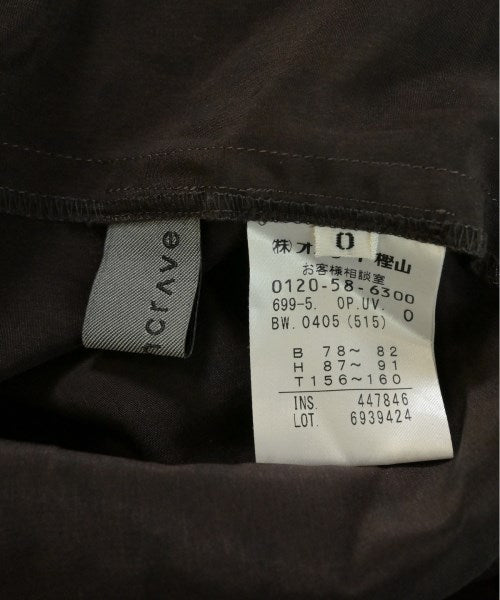 acrave
0
㈱オ 樫山
お客様相談室
0120-58-6300
699-5. OP.UV. 0
BW. 0405 (515)
B 78～ 82
H 87～ 91
T 156～160
INS. 447846
LOT. 6939424